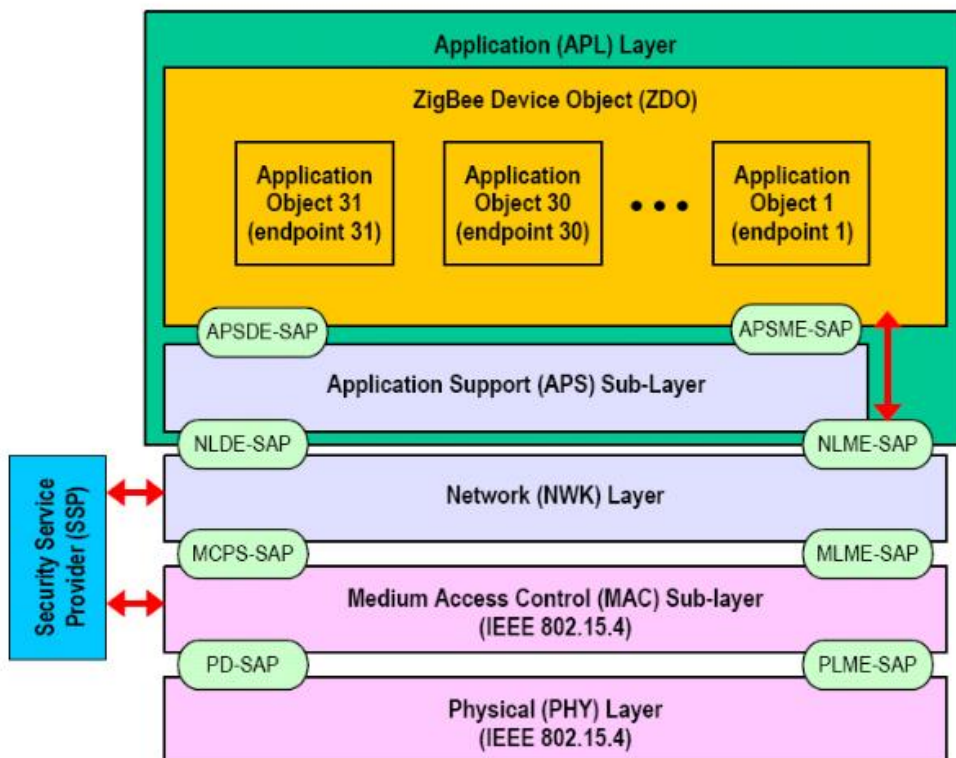 Application (APL) Layer
ZigBee Device Object (ZDO)
Application
Object 31
(endpoint 31)
Application
Object 30
(endpoint 30)
• • •
Application
Object 1
(endpoint 1)
APSDE-SAP
APSME-SAP
Application Support (APS) Sub-Layer
NLDE-SAP
NLME-SAP
Security Service
Provider (SSP)
Network (NWK) Layer
MCPS-SAP
MLME-SAP
Medium Access Control (MAC) Sub-layer
(IEEE 802.15.4)
PD-SAP
PLME-SAP
Physical (PHY) Layer
(IEEE 802.15.4)